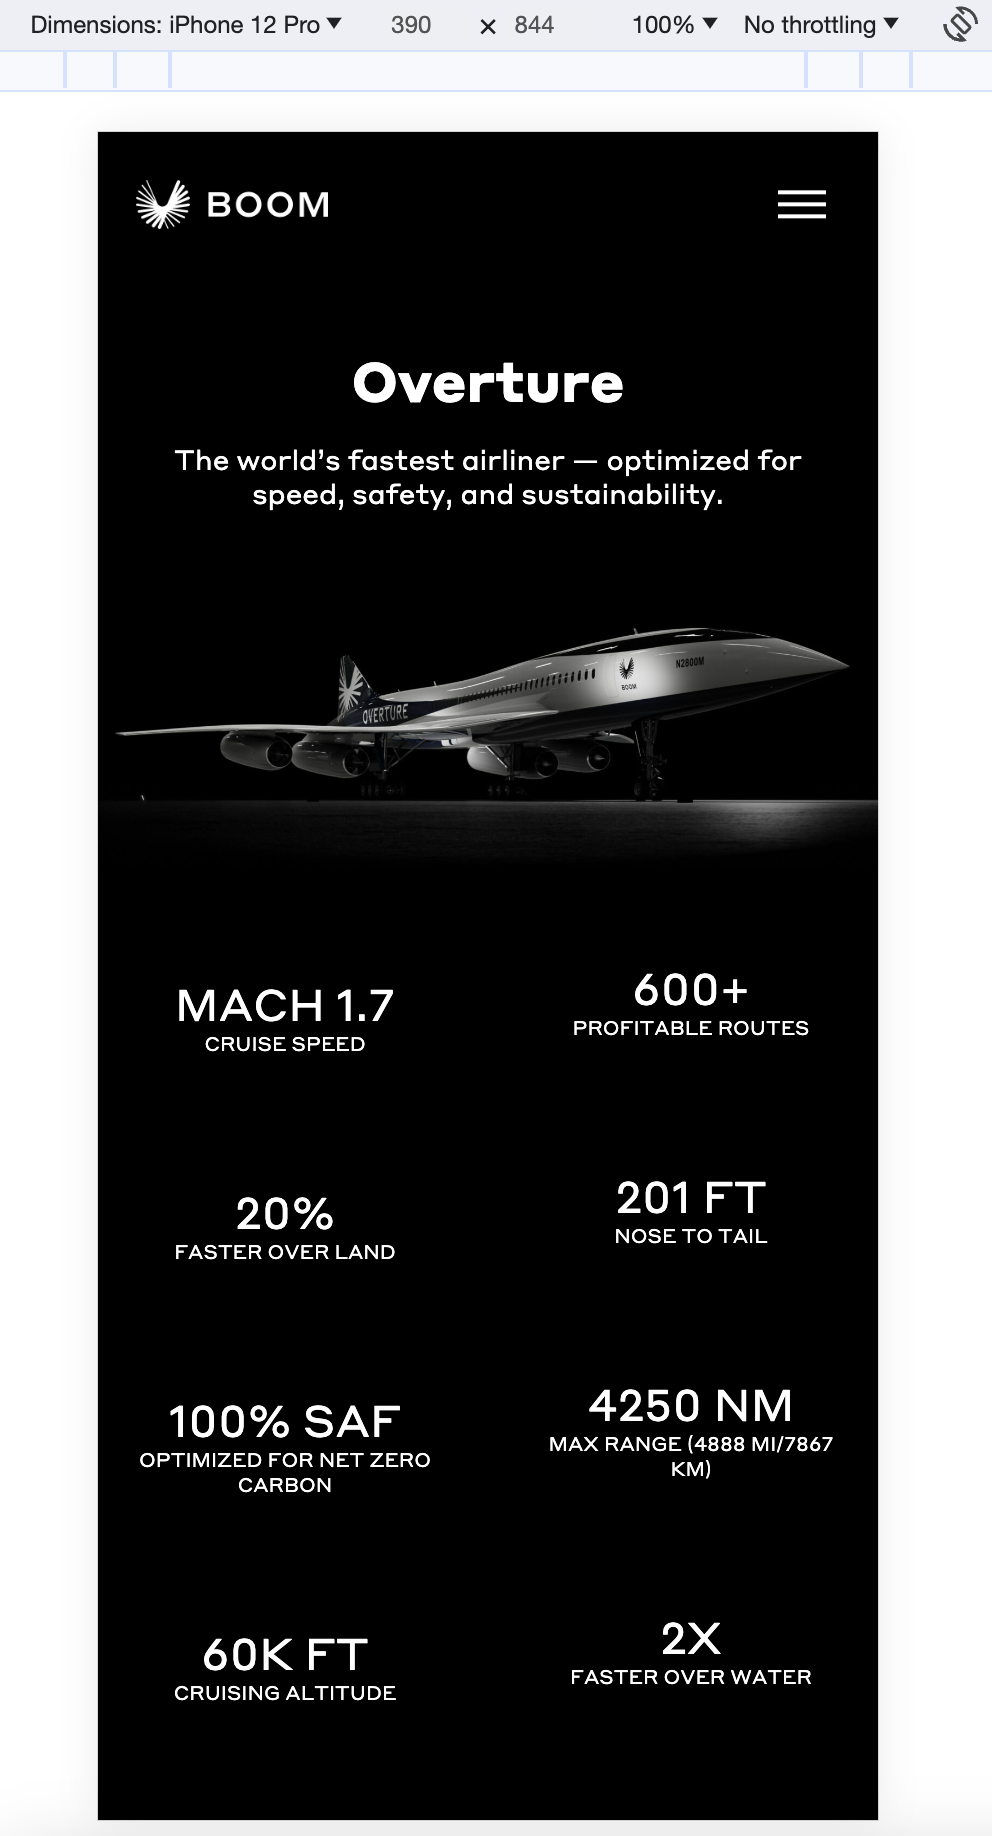 Dimensions: iPhone 12 Pro ▼ 390 × 844 100% ▼ No throttling ▼
BOOM
Overture
The world's fastest airliner — optimized for
speed, safety, and sustainability.
N2800M
BOOM
OVERTURE
MACH 1.7
CRUISE SPEED
600+
PROFITABLE ROUTES
20%
FASTER OVER LAND
201 FT
NOSE TO TAIL
100% SAF
OPTIMIZED FOR NET ZERO
CARBON
4250 NM
MAX RANGE (4888 MI/7867
KM)
60K FT
CRUISING ALTITUDE
2X
FASTER OVER WATER